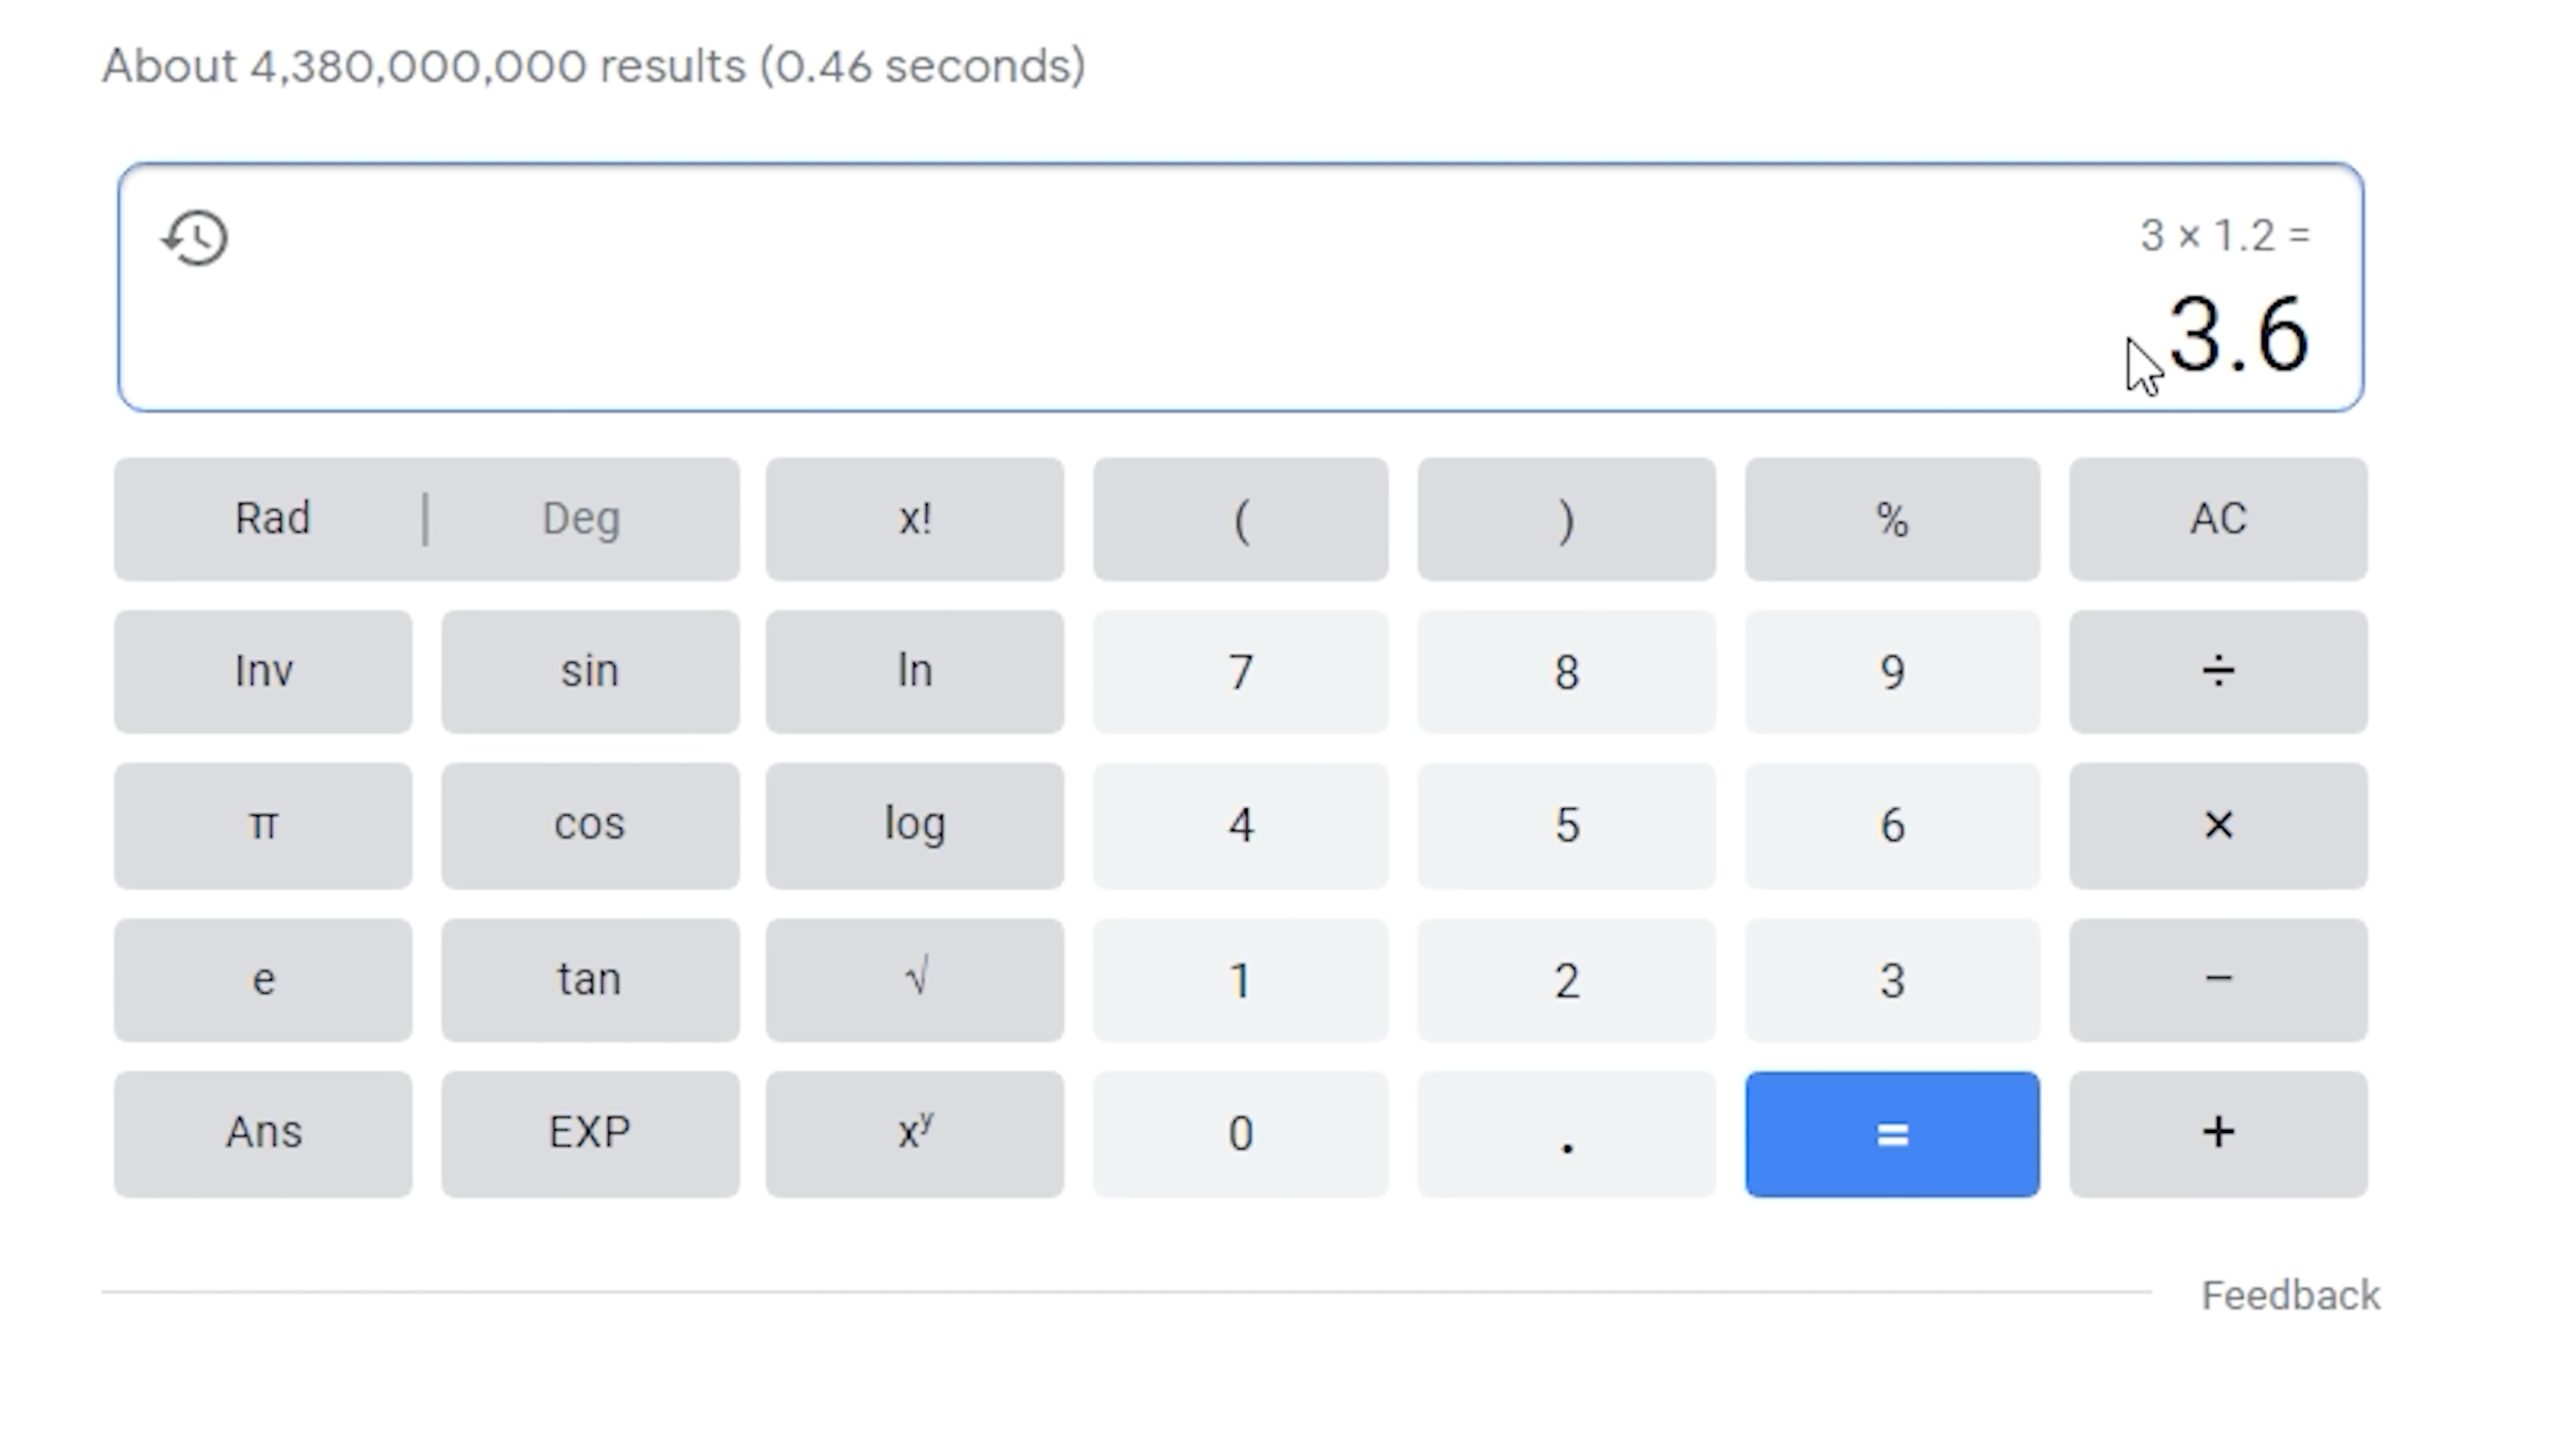 About 4,380,000,000 results (0.46 seconds)
3 × 1.2 =
3.6
Rad | Deg x! ( ) % AC
Inv sin ln 7 8 9 ÷
π cos log 4 5 6 ×
e tan √ 1 2 3 −
Ans EXP xʸ 0 . = +
Feedback